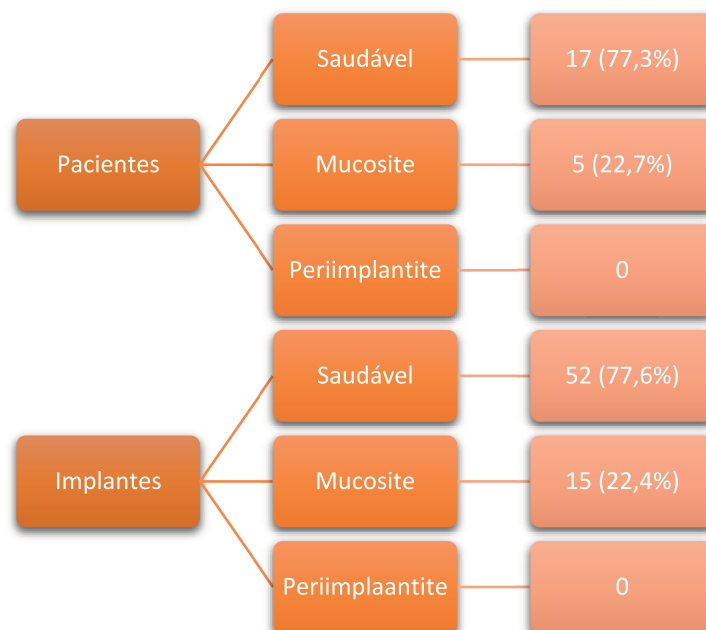 Pacientes
Saudável
17 (77,3%)
Mucosite
5 (22,7%)
Periimplantite
0
Implantes
Saudável
52 (77,6%)
Mucosite
15 (22,4%)
Periimplaantite
0